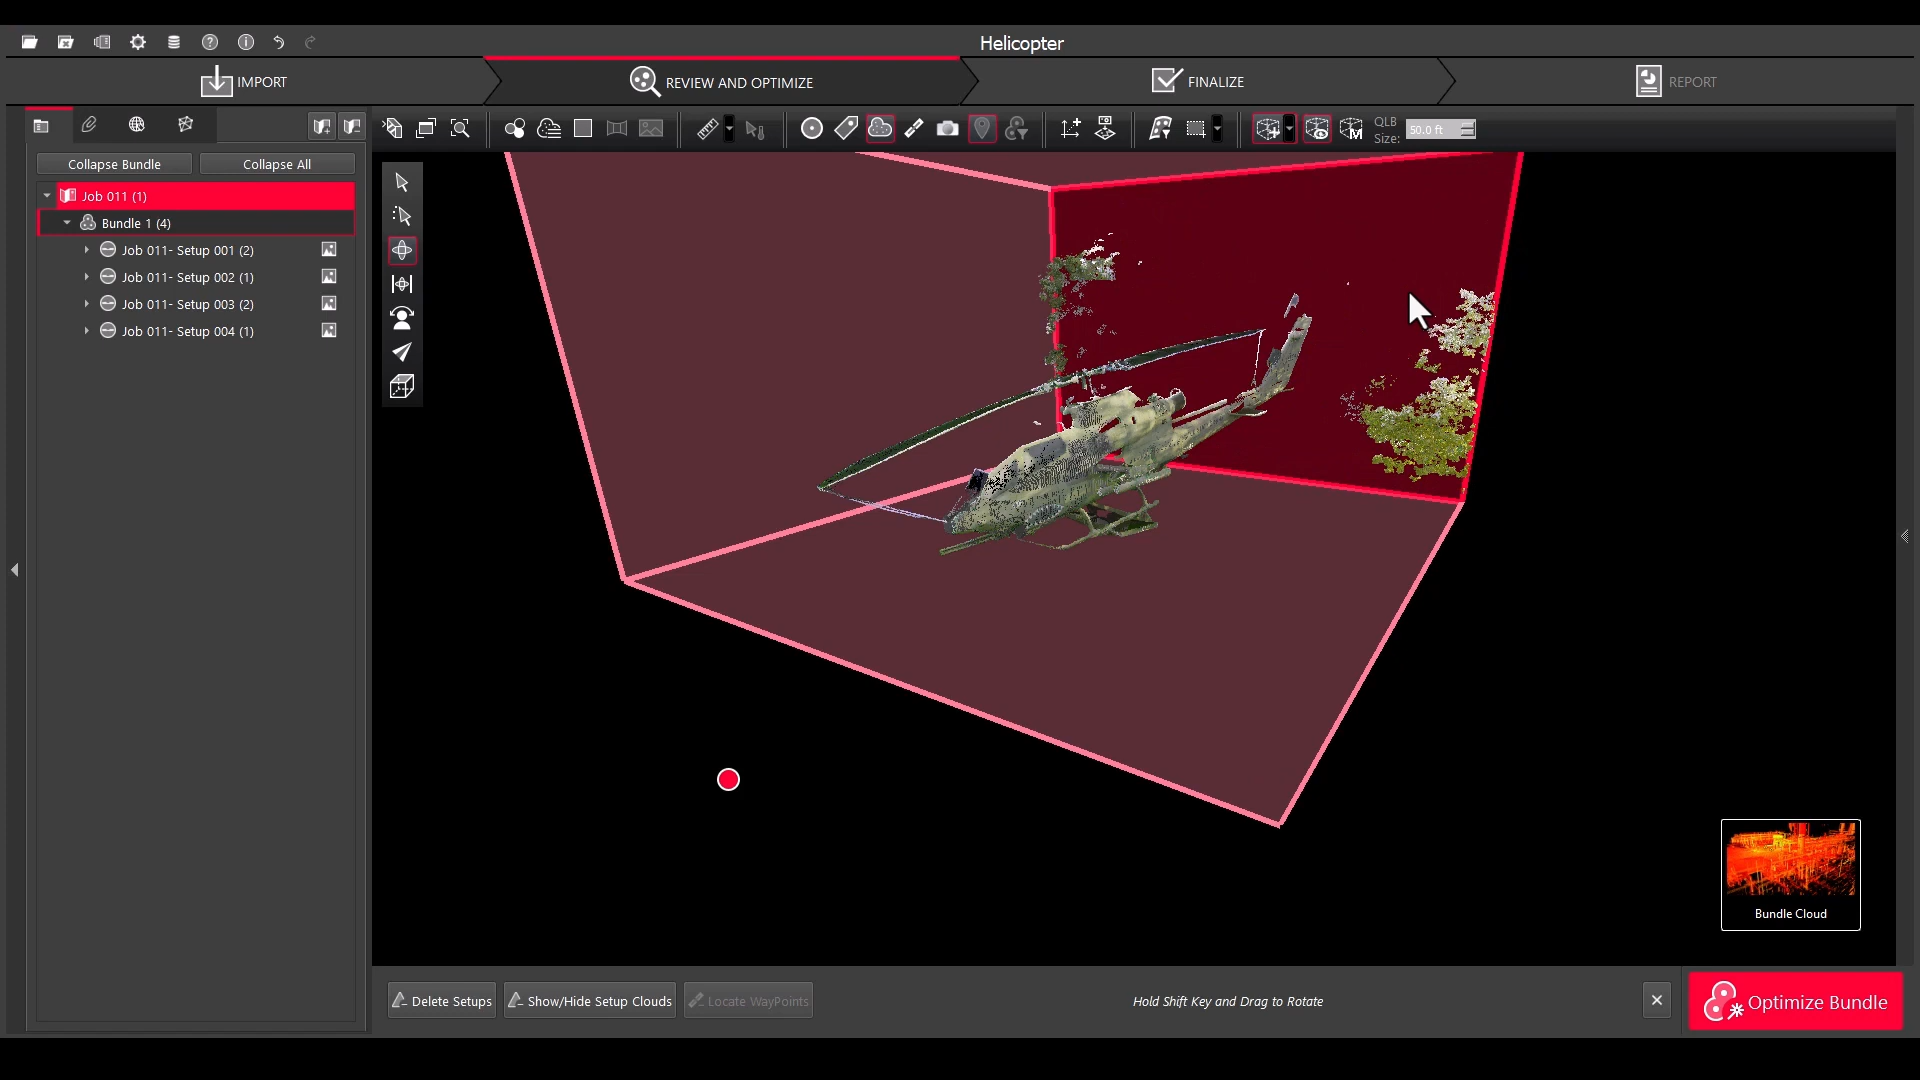 Helicopter
IMPORT
REVIEW AND OPTIMIZE
FINALIZE
REPORT
QLB
Size:
50.0 ft
Collapse Bundle
Collapse All
Job 011 (1)
Bundle 1 (4)
Job 011- Setup 001 (2)
Job 011- Setup 002 (1)
Job 011- Setup 003 (2)
Job 011- Setup 004 (1)
Bundle Cloud
Delete Setups
Show/Hide Setup Clouds
Locate WayPoints
Hold Shift Key and Drag to Rotate
Optimize Bundle